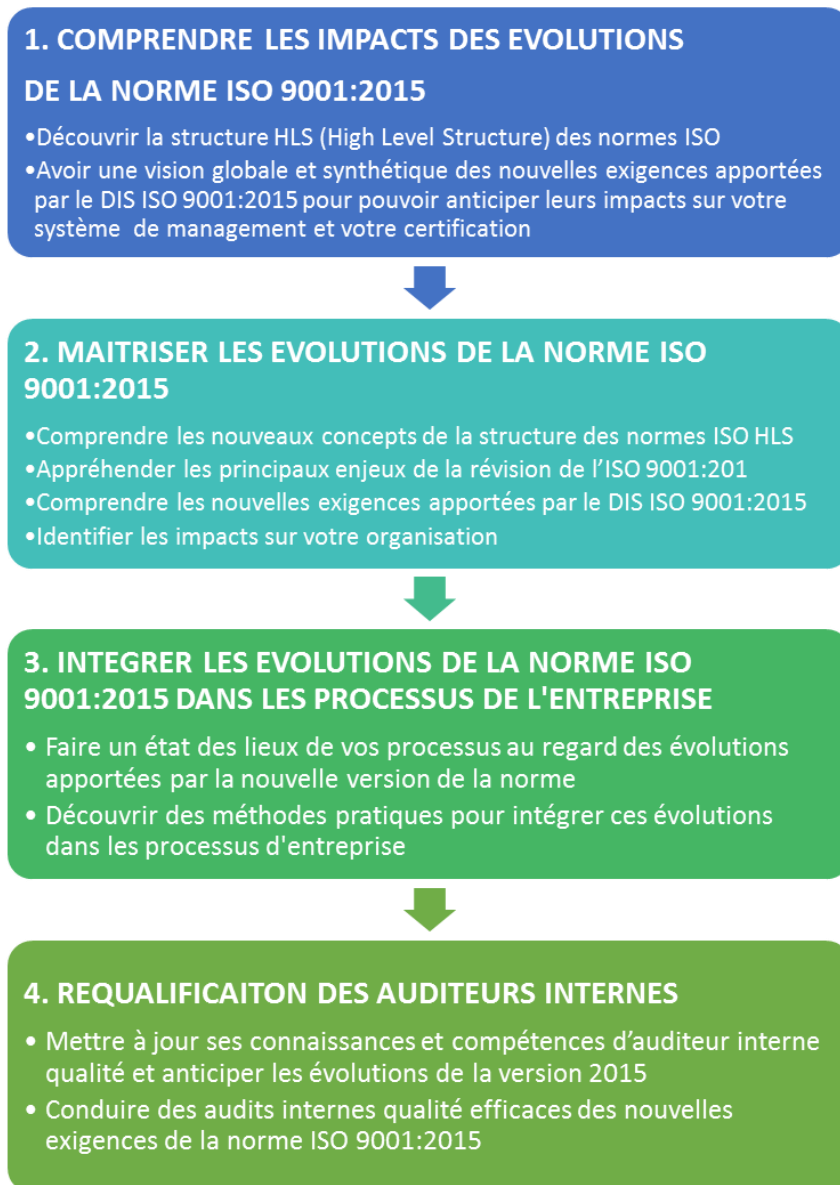 1. COMPRENDRE LES IMPACTS DES EVOLUTIONS
DE LA NORME ISO 9001:2015
•Découvrir la structure HLS (High Level Structure) des normes ISO
•Avoir une vision globale et synthétique des nouvelles exigences apportées
par le DIS ISO 9001:2015 pour pouvoir anticiper leurs impacts sur votre
système de management et votre certification
2. MAITRISER LES EVOLUTIONS DE LA NORME ISO
9001:2015
•Comprendre les nouveaux concepts de la structure des normes ISO HLS
•Appréhender les principaux enjeux de la révision de l’ISO 9001:201
•Comprendre les nouvelles exigences apportées par le DIS ISO 9001:2015
•Identifier les impacts sur votre organisation
3. INTEGRER LES EVOLUTIONS DE LA NORME ISO
9001:2015 DANS LES PROCESSUS DE L'ENTREPRISE
• Faire un état des lieux de vos processus au regard des évolutions
apportées par la nouvelle version de la norme
• Découvrir des méthodes pratiques pour intégrer ces évolutions
dans les processus d'entreprise
4. REQUALIFICAITON DES AUDITEURS INTERNES
• Mettre à jour ses connaissances et compétences d’auditeur interne
qualité et anticiper les évolutions de la version 2015
• Conduire des audits internes qualité efficaces des nouvelles
exigences de la norme ISO 9001:2015